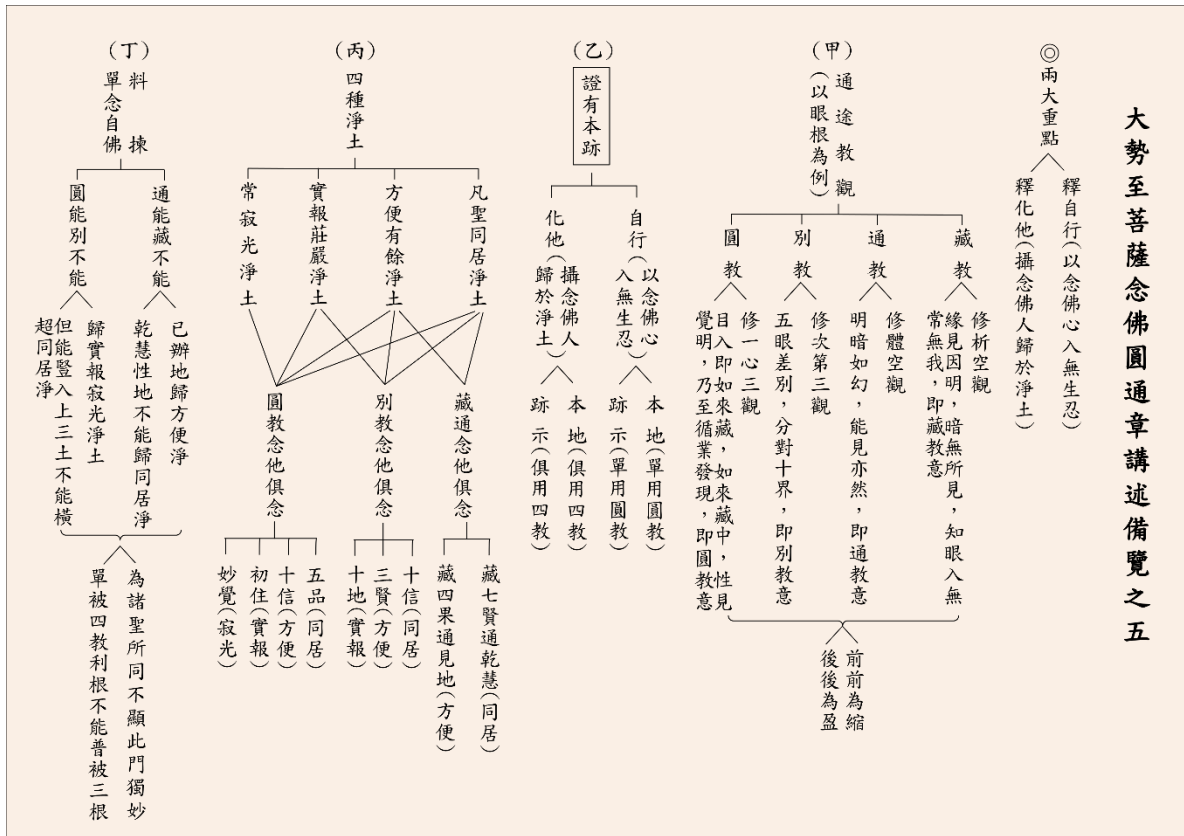 大勢至菩薩念佛圓通章講述備覽之五
◎兩大重點
釋自行(以念佛心入無生忍)
釋化他(攝念佛人歸於淨土)
(甲)
通途教觀
(以眼根為例)
藏教
修析空觀
緣見因明，暗無所見，知眼入無
常無我，即藏教意
通教
修體空觀
明暗如幻，能見亦然，即通教意
別教
修次第三觀
五眼差別，分對十界，即別教意
圓教
修一心三觀
目入即如來藏，如來藏中，性見
覺明，乃至循業發現，即圓教意
前前為縮
後後為盈
(乙)
證有本跡
自行(以念佛心
入無生忍)
本地(單用圓教)
跡示(單用圓教)
化他(攝念佛人
歸於淨土)
本地(俱用四教)
跡示(俱用四教)
(丙)
四種淨土
凡聖同居淨土
方便有餘淨土
實報莊嚴淨土
常寂光淨土
藏通念他俱念
藏七賢通乾慧(同居)
藏四果通見地(方便)
別教念他俱念
十信(同居)
三賢(方便)
十地(實報)
圓教念他俱念
五品(同居)
十信(方便)
初住(實報)
妙覺(寂光)
(丁)
料揀
單念自佛
通能藏不能
已辦地歸方便淨
乾慧性地不能歸同居淨
圓能別不能
歸實報寂光淨土
但能豎入上三土不能橫
超同居淨
為諸聖所同不顯此門獨妙
單被四教利根不能普被三根